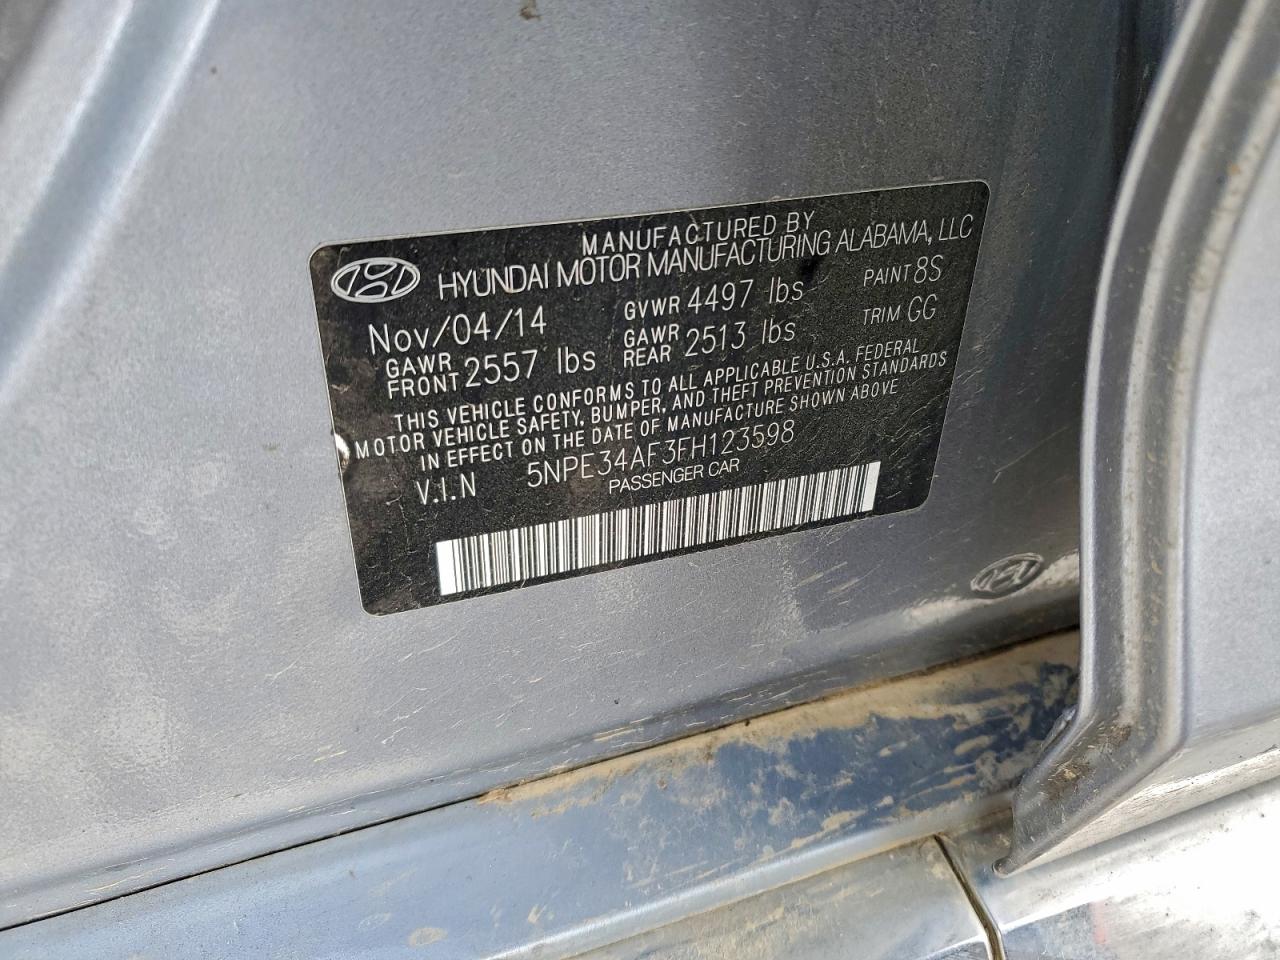 MANUFACTURED BY
HYUNDAI MOTOR MANUFACTURING ALABAMA, LLC
Nov/04/14 GVWR 4497 lbs PAINT 8S
GAWR FRONT 2557 lbs GAWR REAR 2513 lbs TRIM GG
THIS VEHICLE CONFORMS TO ALL APPLICABLE U.S.A. FEDERAL
MOTOR VEHICLE SAFETY, BUMPER, AND THEFT PREVENTION STANDARDS
IN EFFECT ON THE DATE OF MANUFACTURE SHOWN ABOVE
V.I.N 5NPE34AF3FH123598
PASSENGER CAR